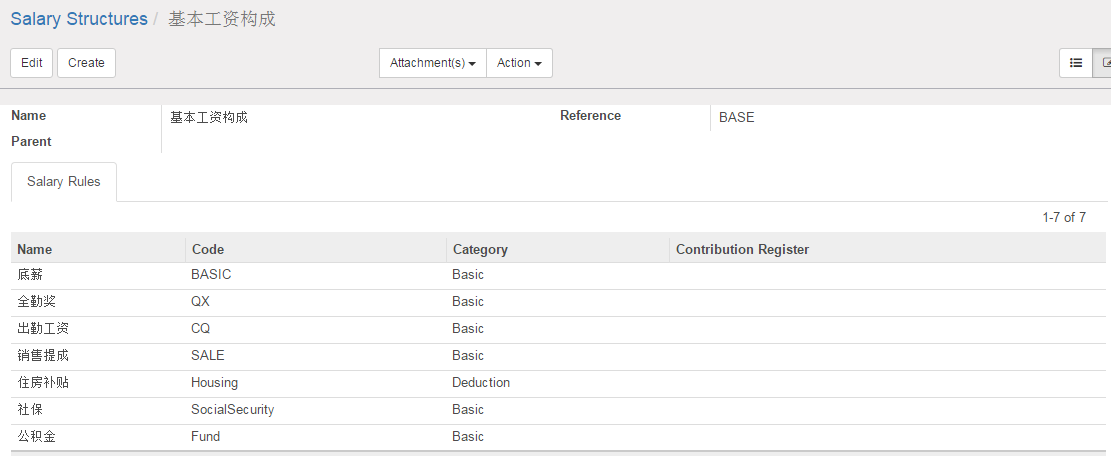 Salary Structures / 基本工资构成
Edit Create Attachment(s) Action
Name 基本工资构成 Reference BASE
Parent
Salary Rules
1-7 of 7
Name Code Category Contribution Register
底薪 BASIC Basic
全勤奖 QX Basic
出勤工资 CQ Basic
销售提成 SALE Basic
住房补贴 Housing Deduction
社保 SocialSecurity Basic
公积金 Fund Basic